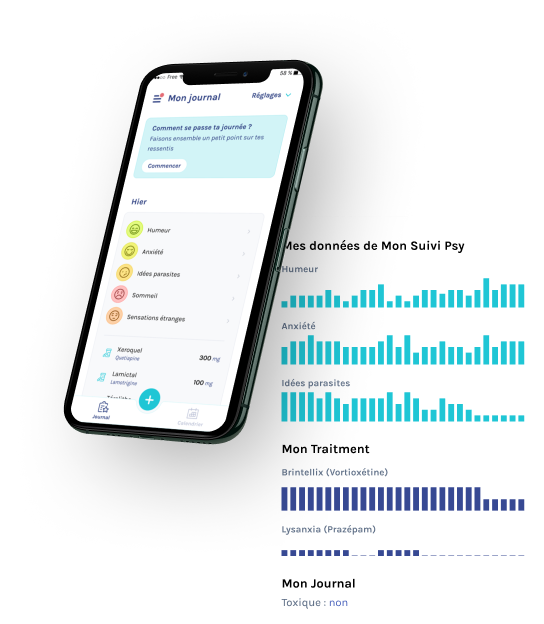 Free
58 %
Mon journal
Réglages
Comment se passe ta journée ?
Faisons ensemble un petit point sur tes
ressentis
Commencer
Hier
Humeur
Anxiété
Idées parasites
Sommeil
Sensations étranges
Xeroquel
Quetiapine
300 mg
Lamictal
Lamotrigine
100 mg
Journal
Calendrier
Mes données de Mon Suivi Psy
Humeur
Anxiété
Idées parasites
Mon Traitment
Brintellix (Vortioxétine)
Lysanxia (Prazépam)
Mon Journal
Toxique : non